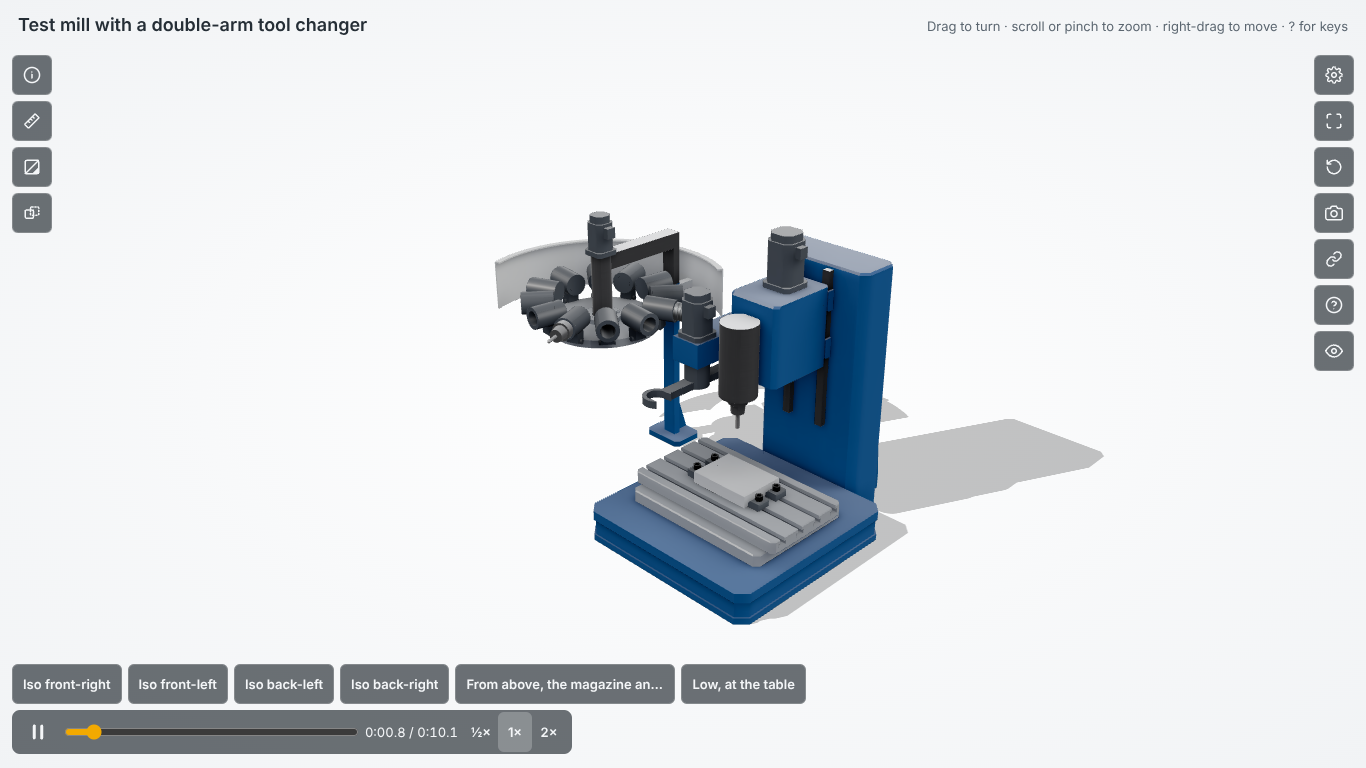 Test mill with a double-arm tool changer
Drag to turn · scroll or pinch to zoom · right-drag to move · ? for keys
Iso front-right
Iso front-left
Iso back-left
Iso back-right
From above, the magazine an...
Low, at the table
0:00.8 / 0:10.1
½×
1×
2×